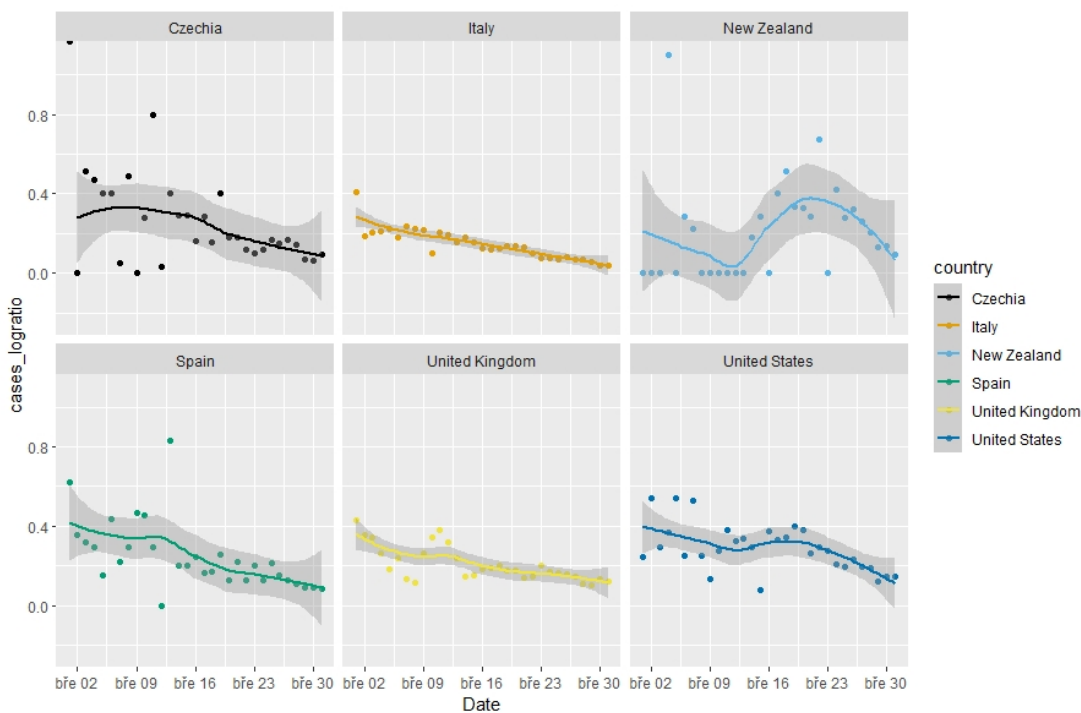 Czechia
Italy
New Zealand
0.8
0.4
0.0
Spain
United Kingdom
United States
0.8
0.4
0.0
cases_logratio
bře 02 bře 09 bře 16 bře 23 bře 30
bře 02 bře 09 bře 16 bře 23 bře 30
bře 02 bře 09 bře 16 bře 23 bře 30
Date
country
Czechia
Italy
New Zealand
Spain
United Kingdom
United States